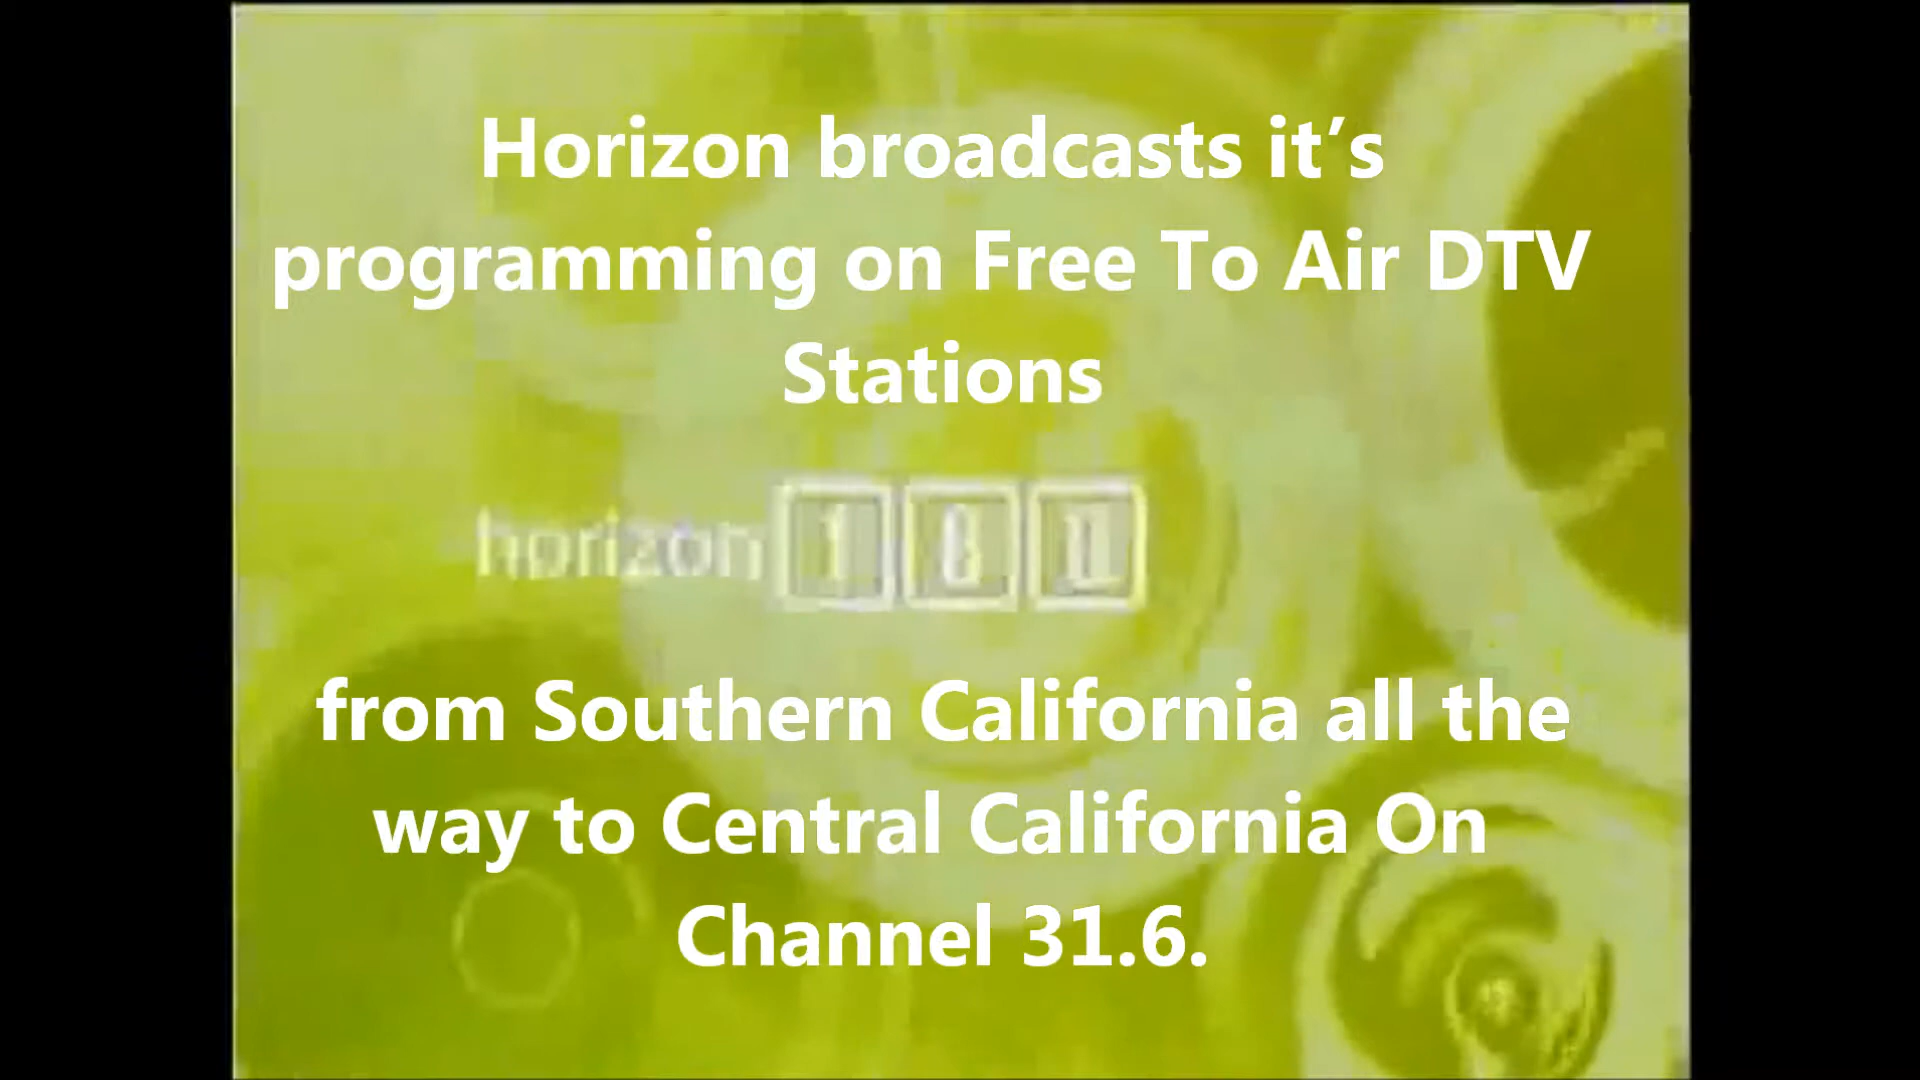 Horizon broadcasts it’s
programming on Free To Air DTV
Stations
horizon
from Southern California all the
way to Central California On
Channel 31.6.